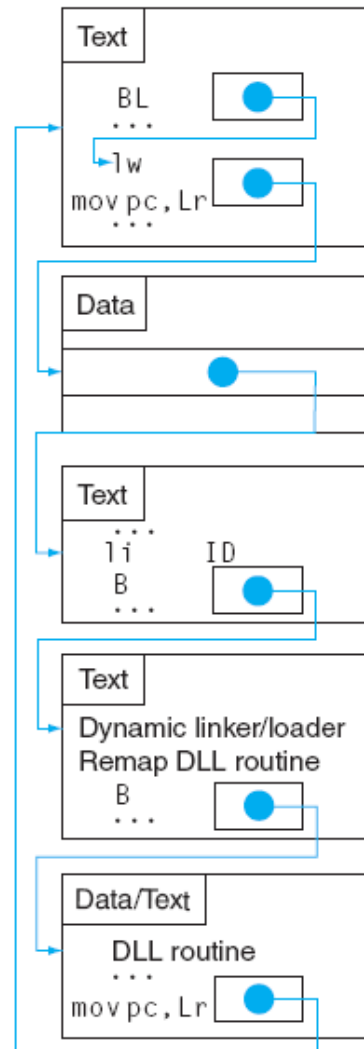 Text
BL
...
lw
mov pc,Lr
...
Data
Text
...
li ID
B
...
Text
Dynamic linker/loader
Remap DLL routine
B
...
Data/Text
DLL routine
...
mov pc,Lr